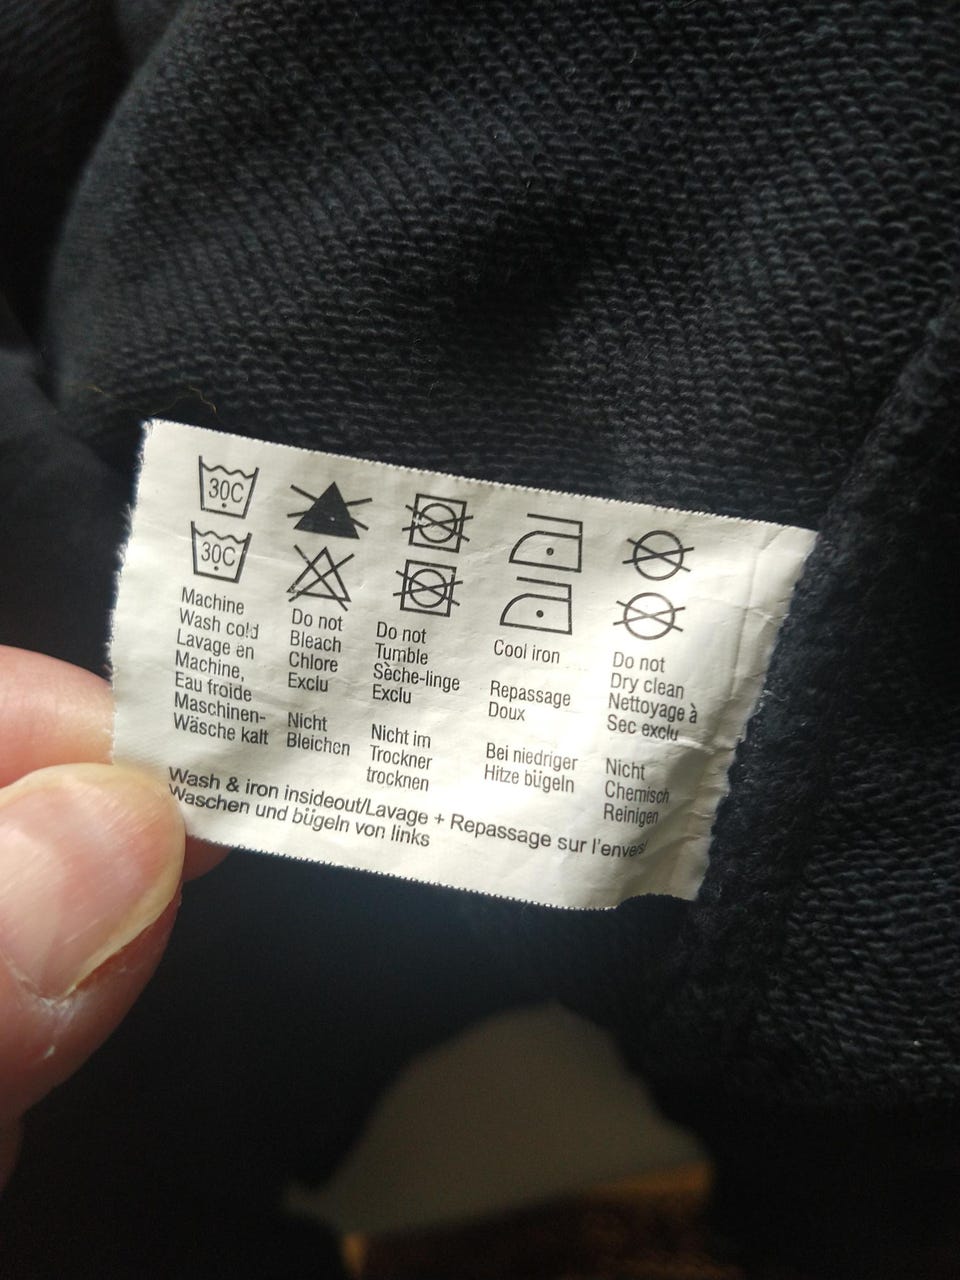 30C
30C
Machine
Wash cold
Lavage en
Machine,
Eau froide
Maschinen-
Wäsche kalt
Do not
Bleach
Chlore
Exclu
Nicht
Bleichen
Do not
Tumble
Sèche-linge
Exclu
Nicht im
Trockner
trocknen
Cool iron
Repassage
Doux
Bei niedriger
Hitze bügeln
Do not
Dry clean
Nettoyage à
Sec exclu
Nicht
Chemisch
Reinigen
Wash & iron insideout/Lavage + Repassage sur l'envers/
Waschen und bügeln von links